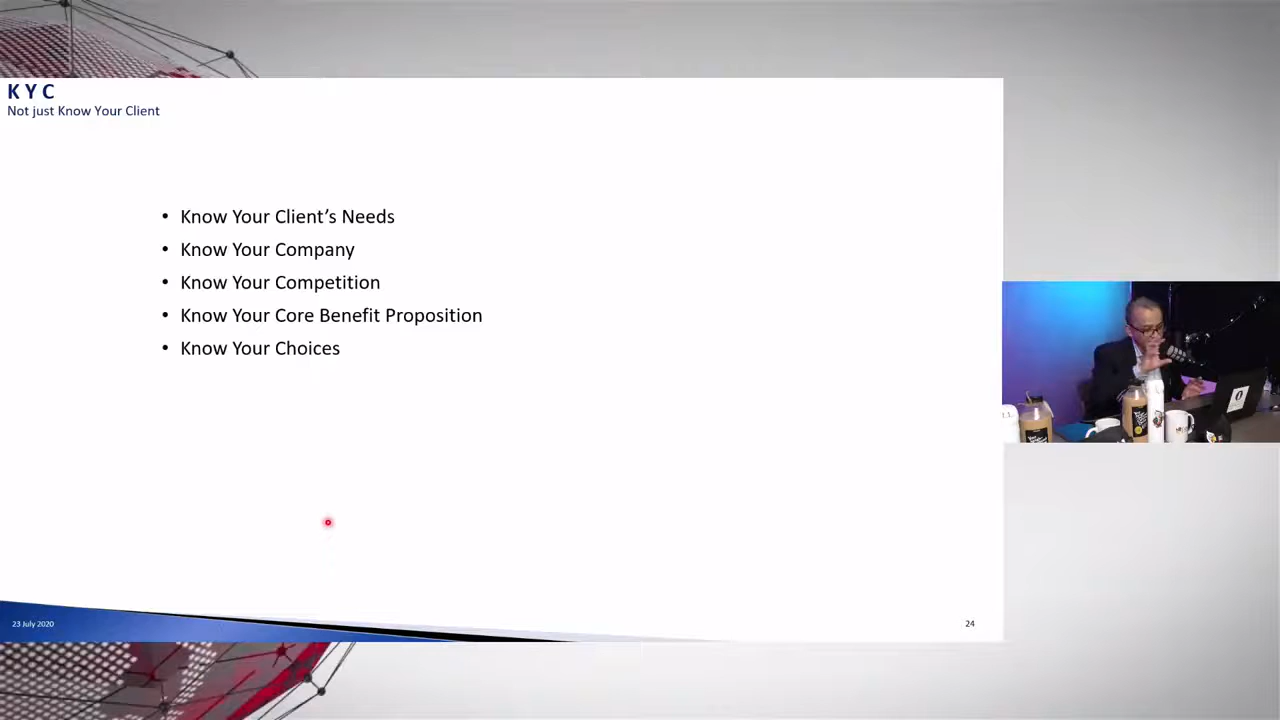 K Y C
Not just Know Your Client
• Know Your Client’s Needs
• Know Your Company
• Know Your Competition
• Know Your Core Benefit Proposition
• Know Your Choices
23 July 2020
24